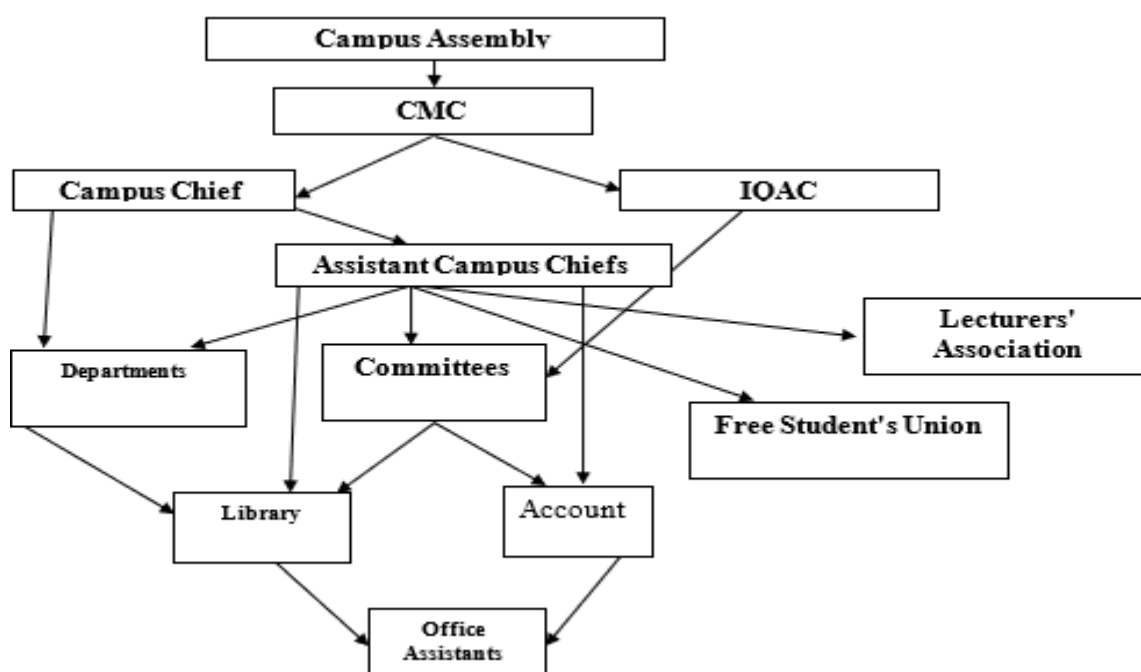 Campus Assembly
CMC
Campus Chief
IQAC
Assistant Campus Chiefs
Lecturers'
Association
Departments
Committees
Free Student's Union
Library
Account
Office
Assistants